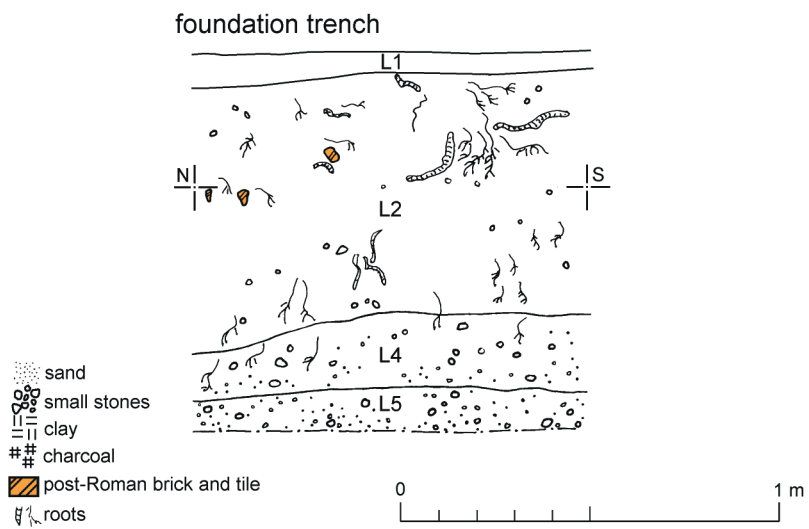 foundation trench
L1
N
S
L2
L4
L5
sand
small stones
clay
charcoal
post-Roman brick and tile
roots
0
1 m